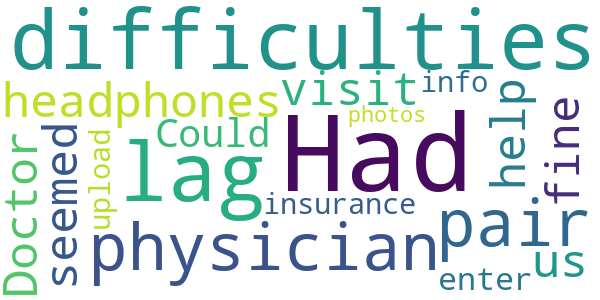 difficulties
headphones
visit
info
photos
Could
Had
help
fine
Doctor
seemed
upload
lag
insurance
physician
pair
us
enter